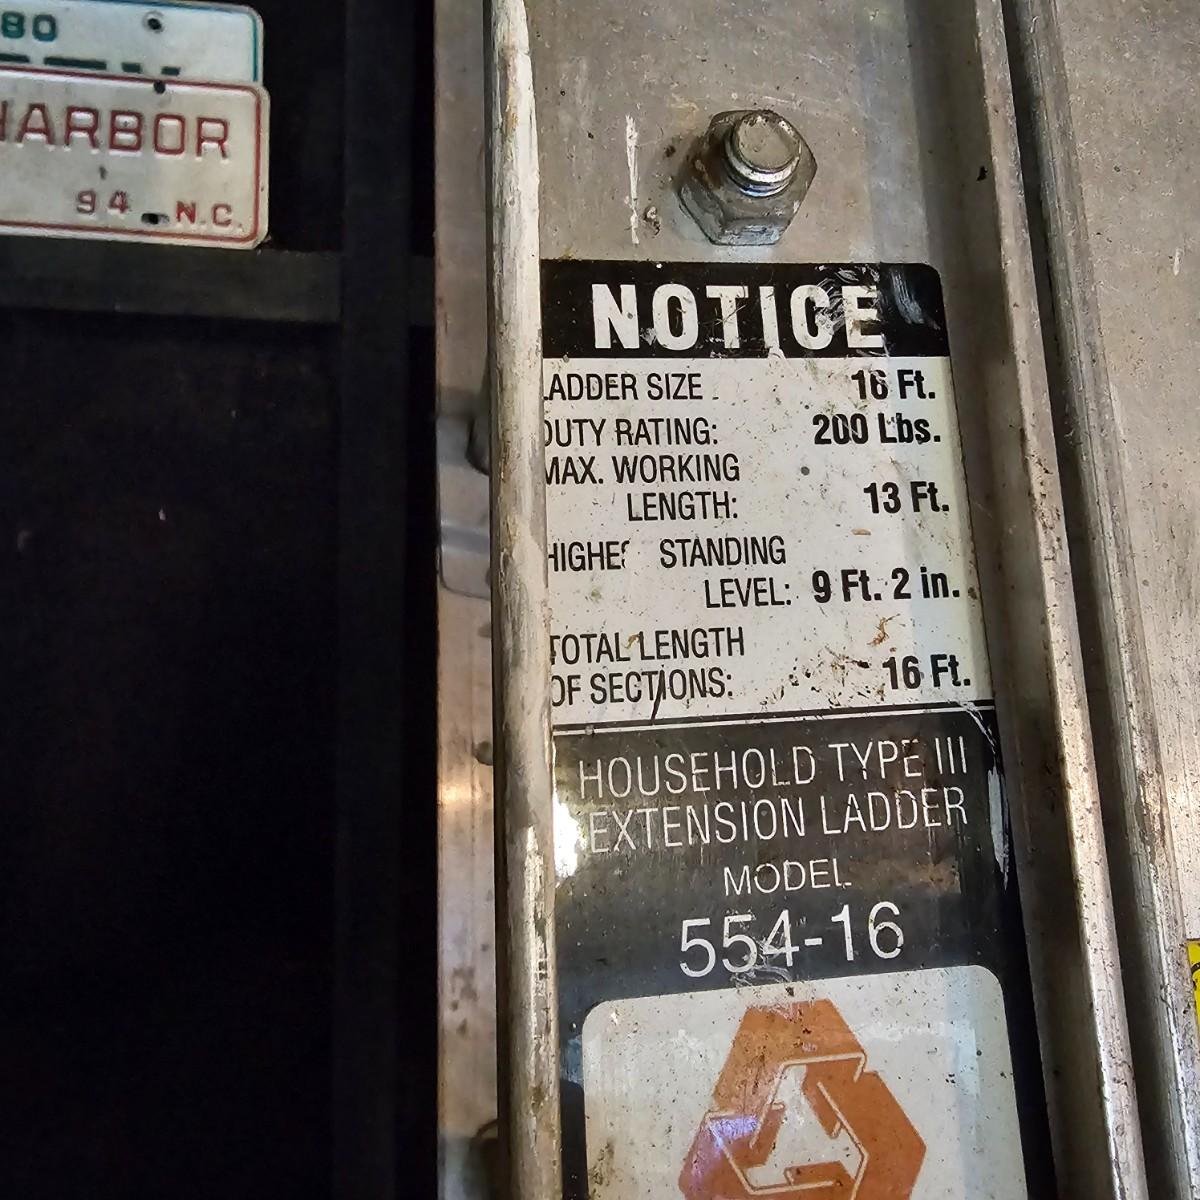 80
HARBOR
94 N.C.
NOTICE
LADDER SIZE 16 Ft.
DUTY RATING: 200 Lbs.
MAX. WORKING
LENGTH: 13 Ft.
HIGHES STANDING
LEVEL: 9 Ft. 2 in.
TOTAL LENGTH
OF SECTIONS: 16 Ft.
HOUSEHOLD TYPE III
EXTENSION LADDER
MODEL
554-16